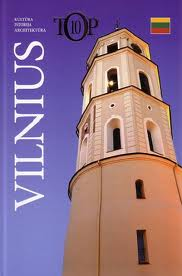 KULTŪRA
ISTORIJA
ARCHITEKTŪRA
TOP
10
VILNIUS